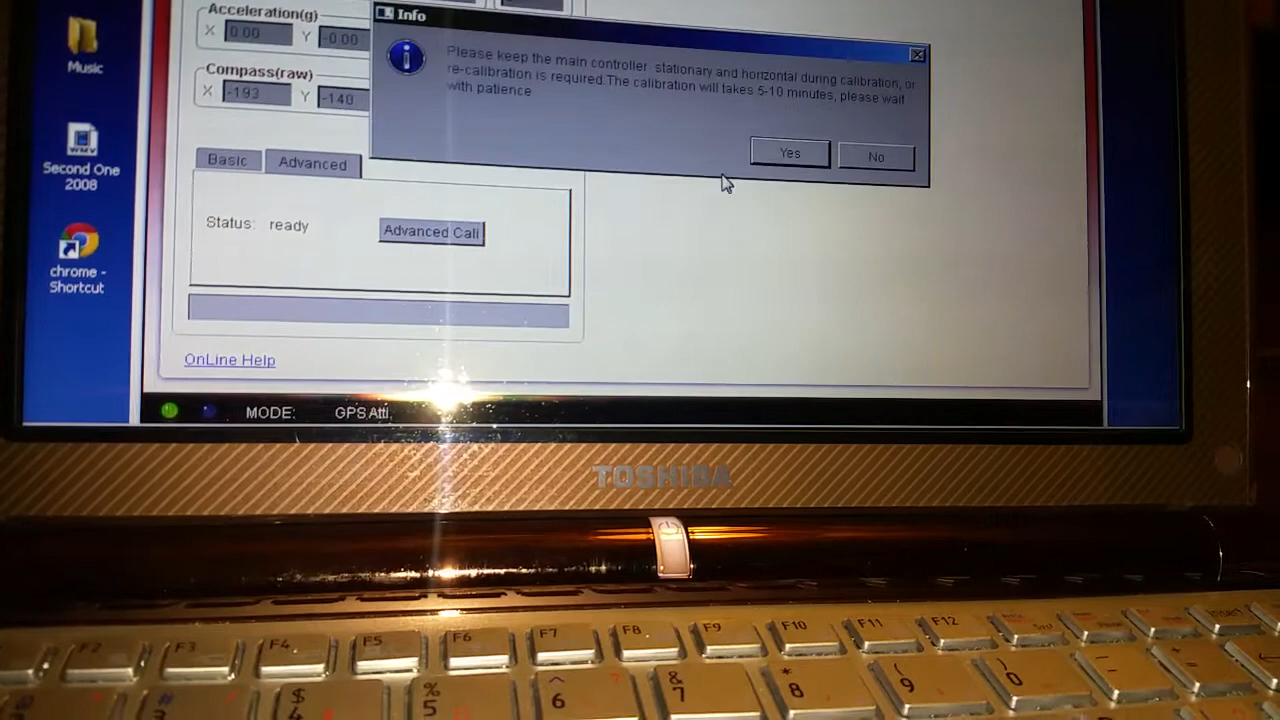 Music
Second One
2008
chrome -
Shortcut
Acceleration(g)
X 0.00 Y -0.00
Compass(raw)
X -193 Y -140
Info
Please keep the main controller stationary and horizontal during calibration, or
re-calibration is required.The calibration will takes 5-10 minutes, please wait
with patience
Yes No
Basic Advanced
Status: ready Advanced Cali
OnLine Help
MODE: GPS Atti.
TOSHIBA
F2 F3 F4 F5 F6 F7 F8 F9 F10 F11 F12 Insert
# $ 4 % 5 ^ 6 & 7 * 8 ( 9 ) 0 - + =